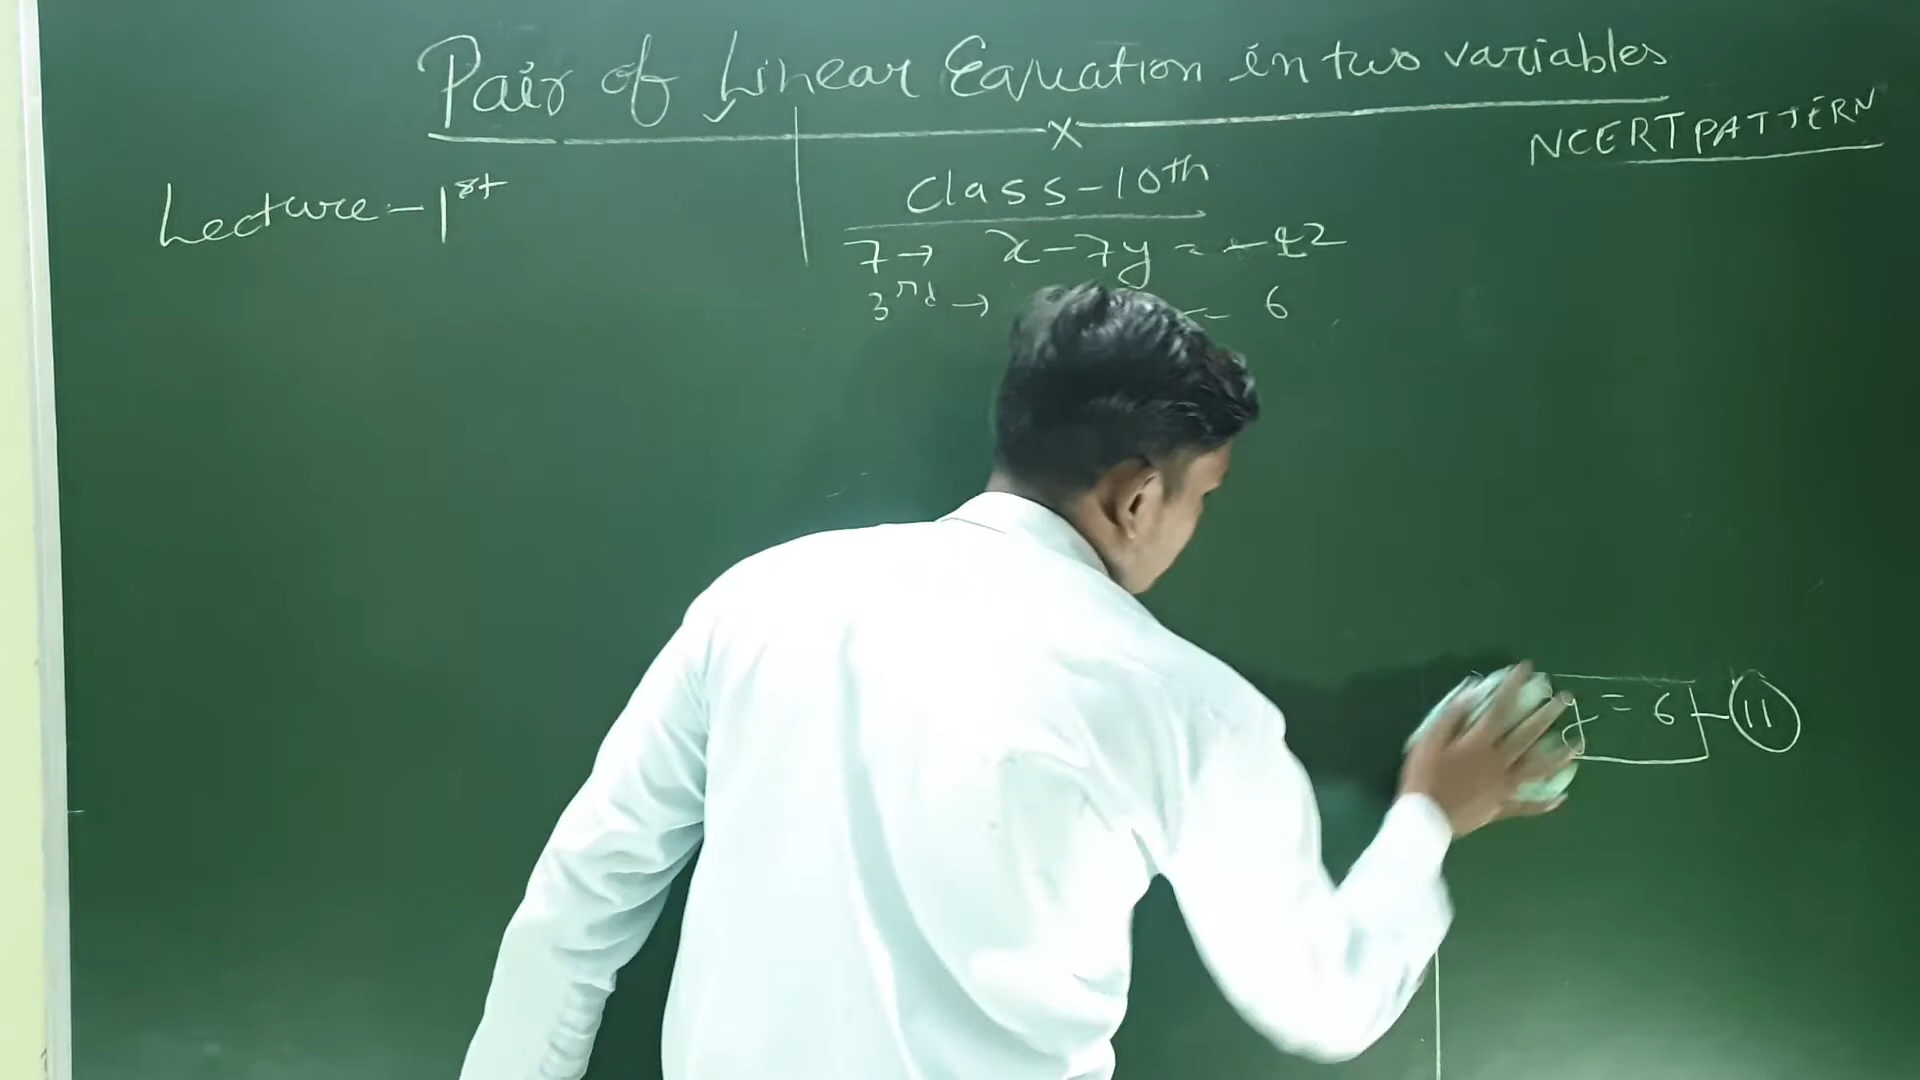 Pair of Linear Equation in two variables
x
NCERT PATTERN
Lecture-1st
Class-10th
7→ x-7y = -42
3rd→ = 6
y = 6 - 11